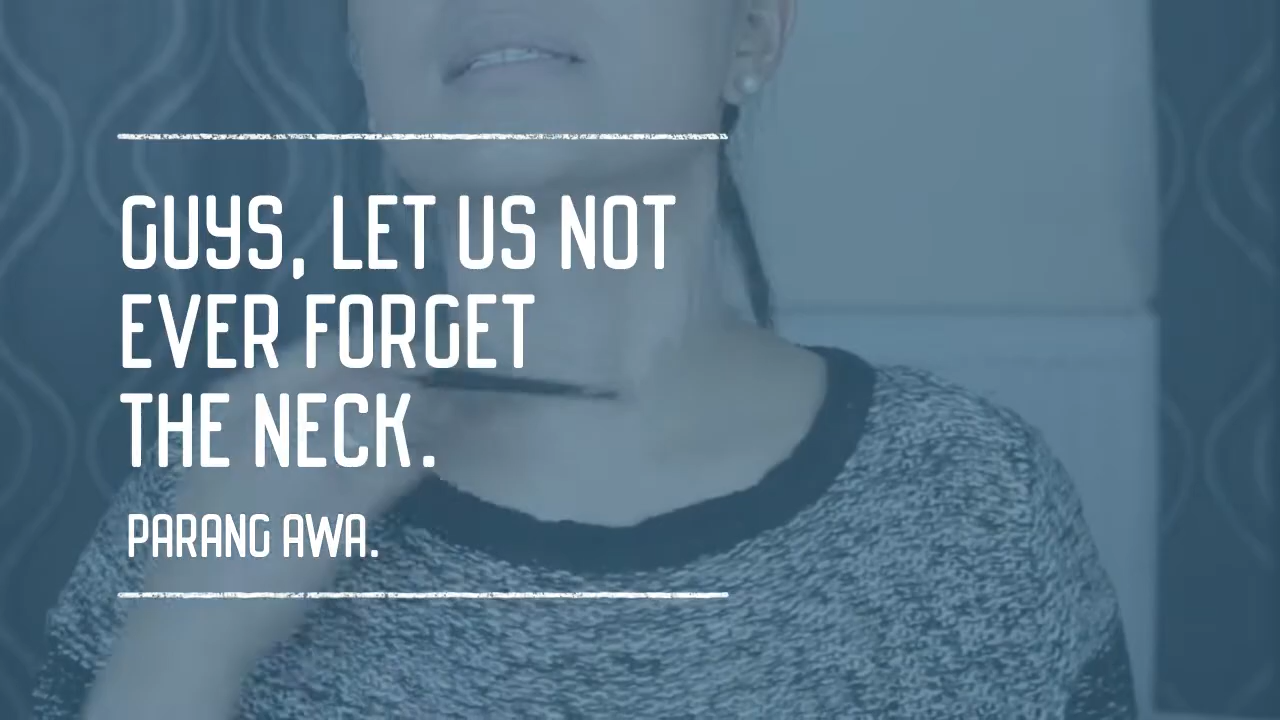 GUYS, LET US NOT
EVER FORGET
THE NECK.
PARANG AWA.